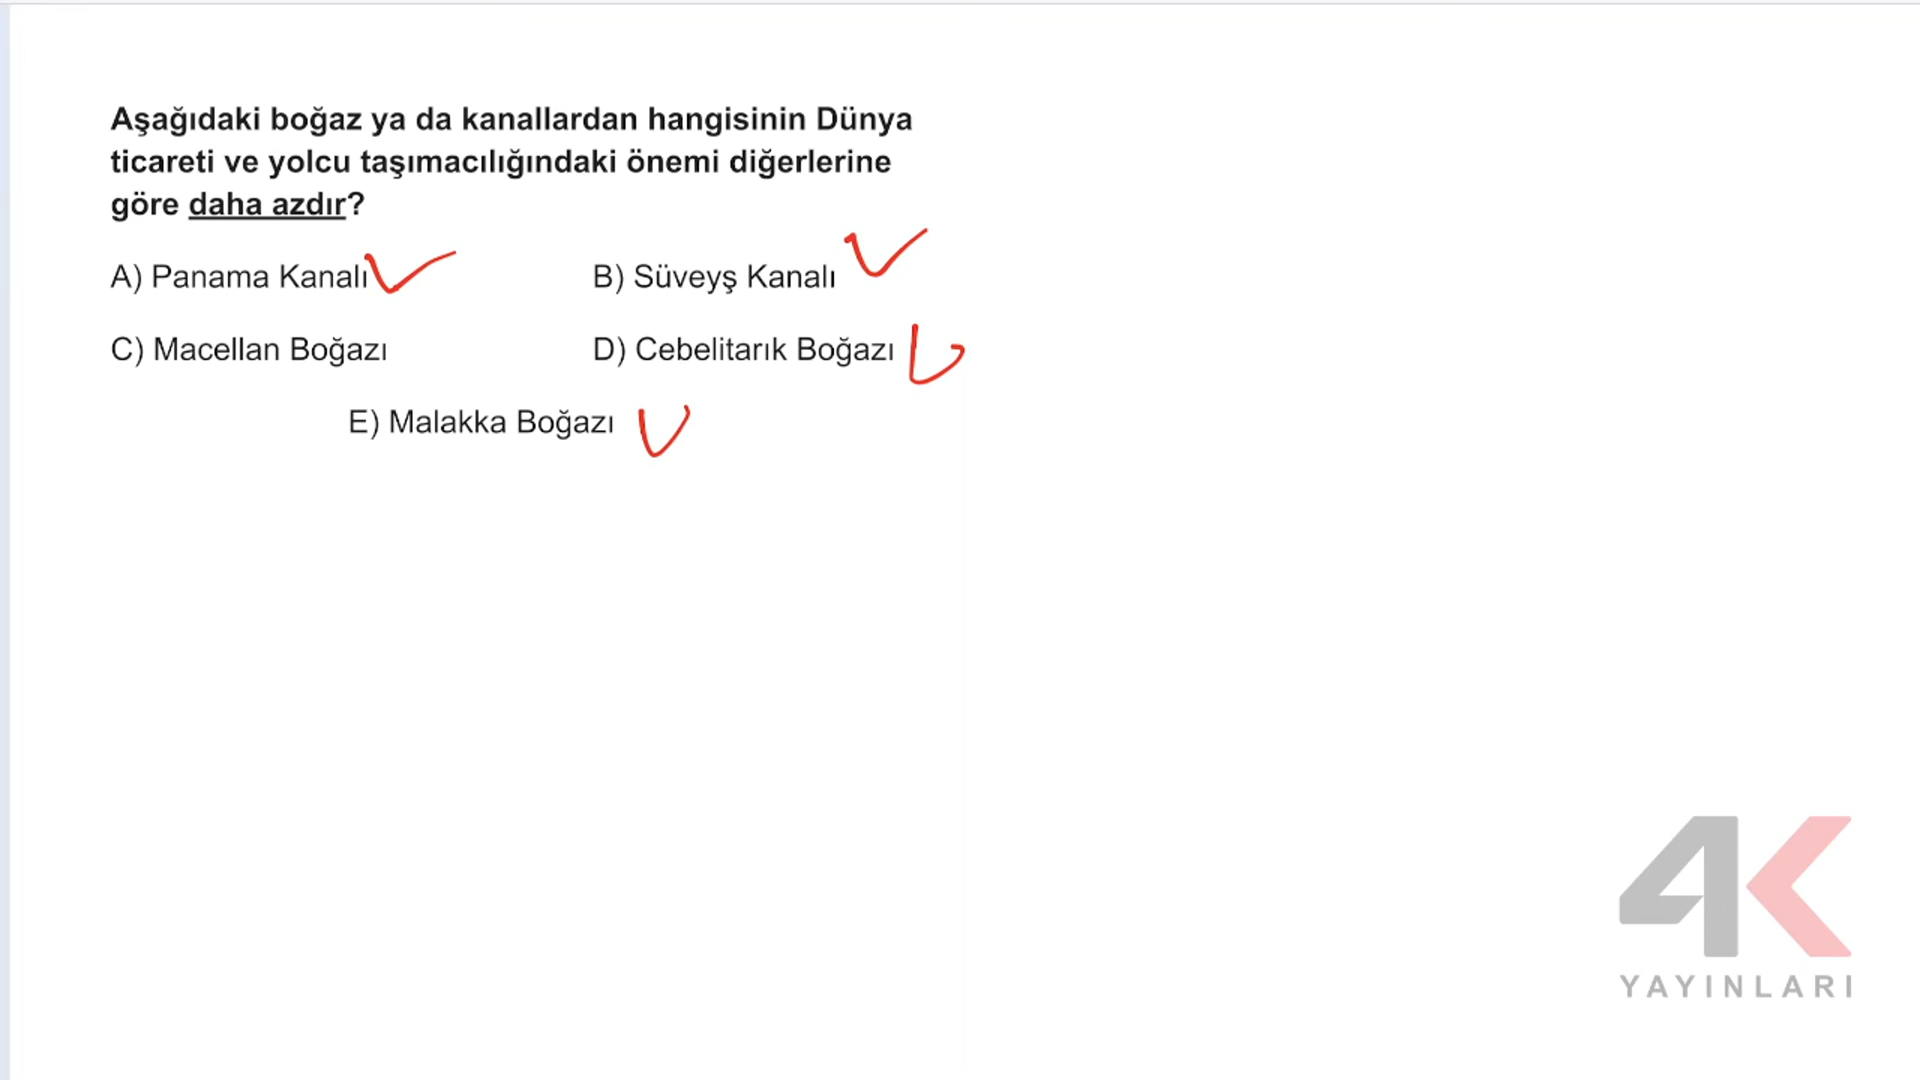 Aşağıdaki boğaz ya da kanallardan hangisinin Dünya
ticareti ve yolcu taşımacılığındaki önemi diğerlerine
göre daha azdır?
A) Panama Kanalı
B) Süveyş Kanalı
C) Macellan Boğazı
D) Cebelitarık Boğazı
E) Malakka Boğazı
4K
YAYINLARI